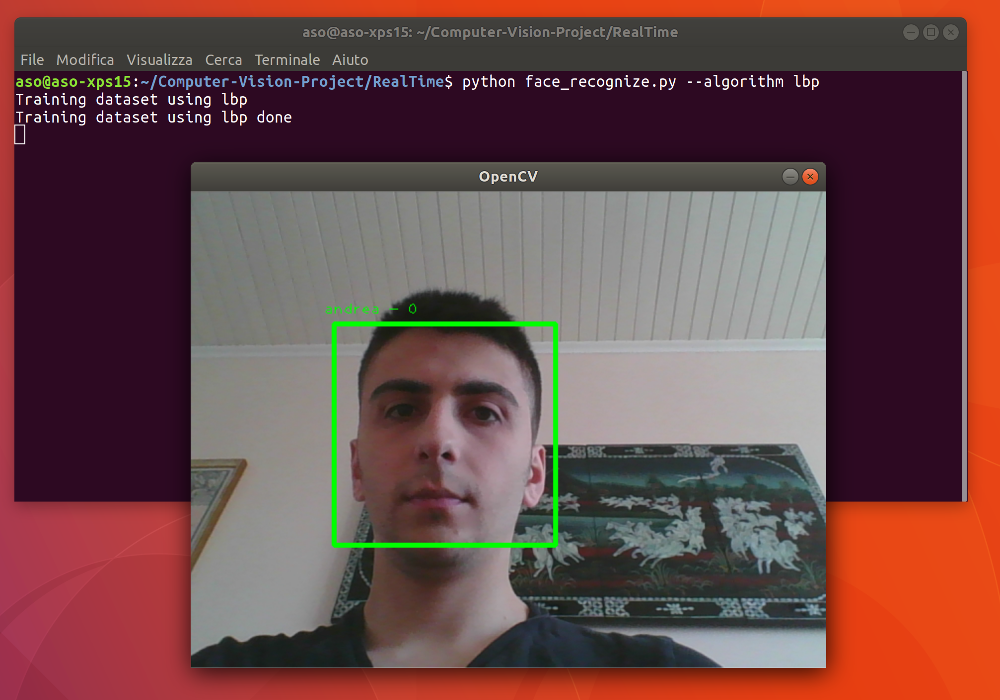 aso@aso-xps15: ~/Computer-Vision-Project/RealTime
File Modifica Visualizza Cerca Terminale Aiuto
aso@aso-xps15:~/Computer-Vision-Project/RealTime$ python face_recognize.py --algorithm lbp
Training dataset using lbp
Training dataset using lbp done
OpenCV
andrea - 0